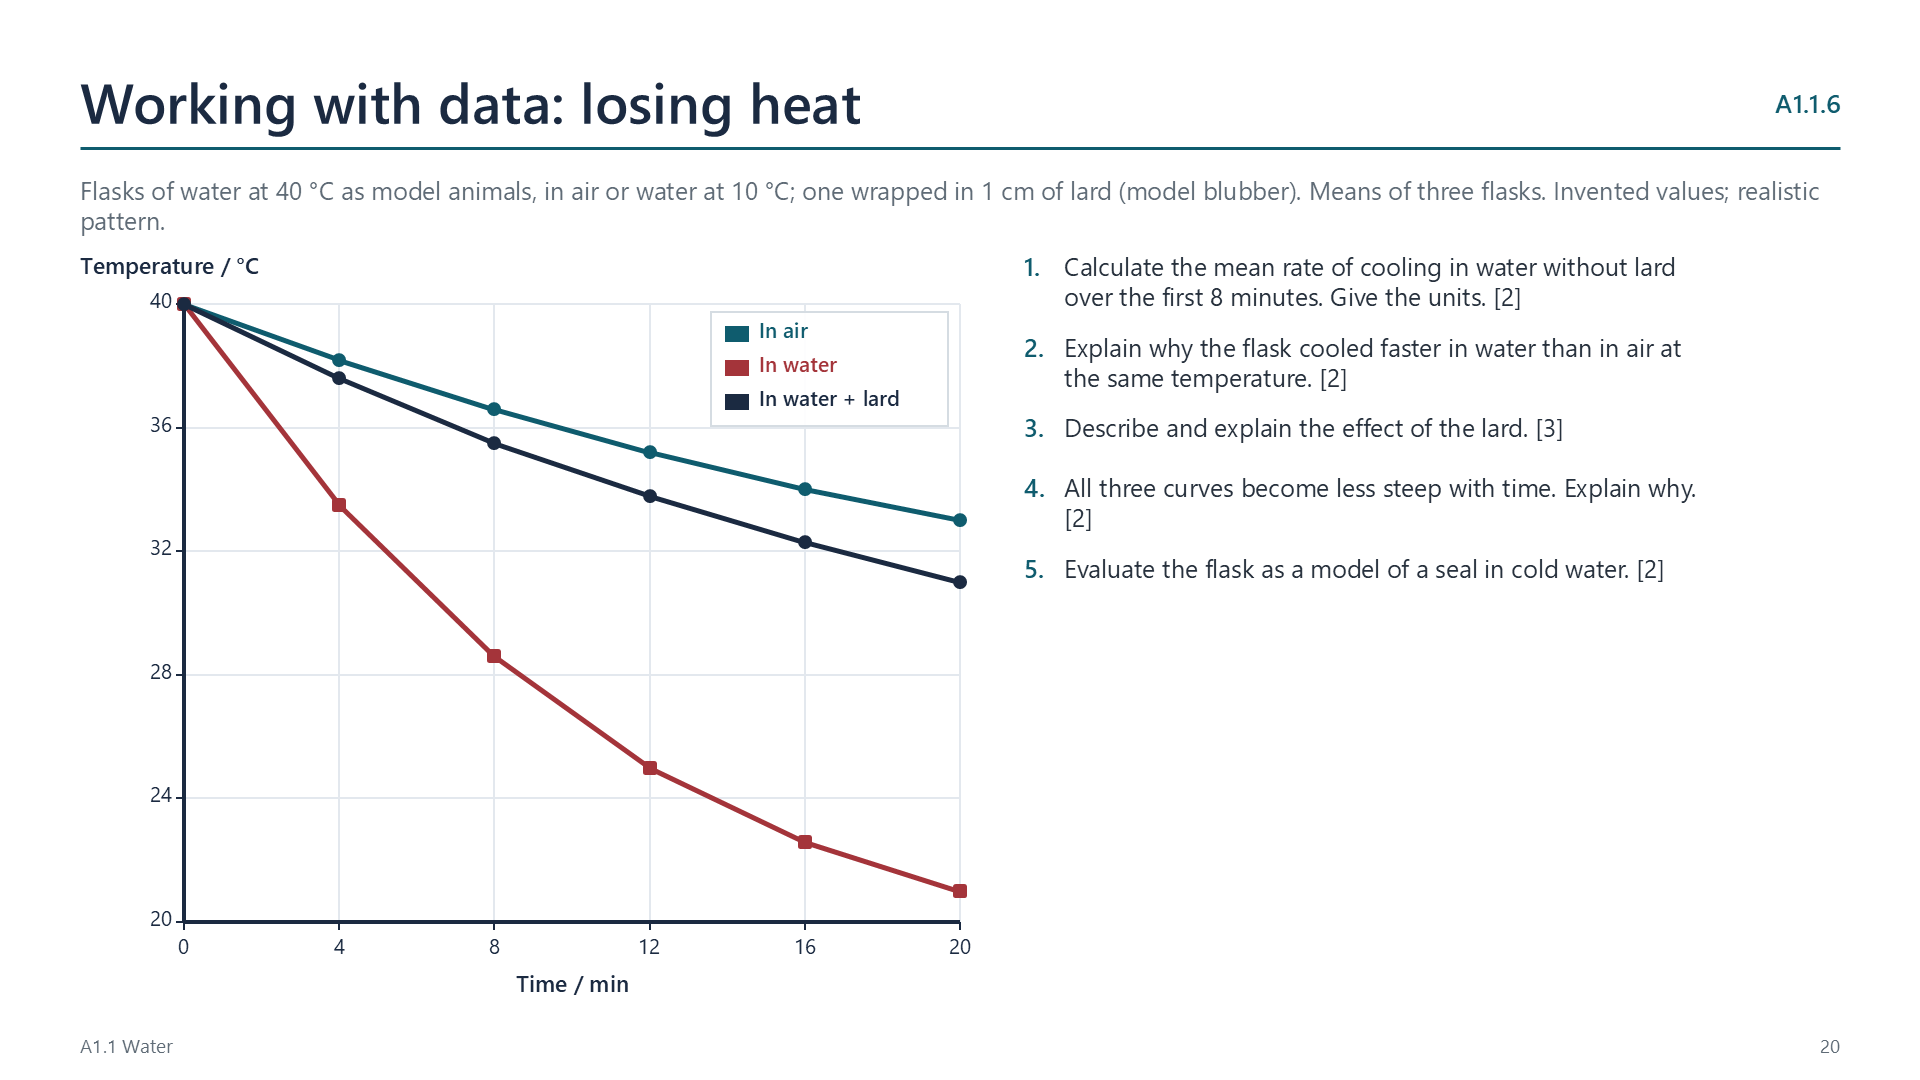 Working with data: losing heat
A1.1.6
Flasks of water at 40 °C as model animals, in air or water at 10 °C; one wrapped in 1 cm of lard (model blubber). Means of three flasks. Invented values; realistic
pattern.
Temperature / °C
40
36
32
28
24
20
0
4
8
12
16
20
Time / min
In air
In water
In water + lard
1. Calculate the mean rate of cooling in water without lard
over the first 8 minutes. Give the units. [2]
2. Explain why the flask cooled faster in water than in air at
the same temperature. [2]
3. Describe and explain the effect of the lard. [3]
4. All three curves become less steep with time. Explain why.
[2]
5. Evaluate the flask as a model of a seal in cold water. [2]
A1.1 Water
20